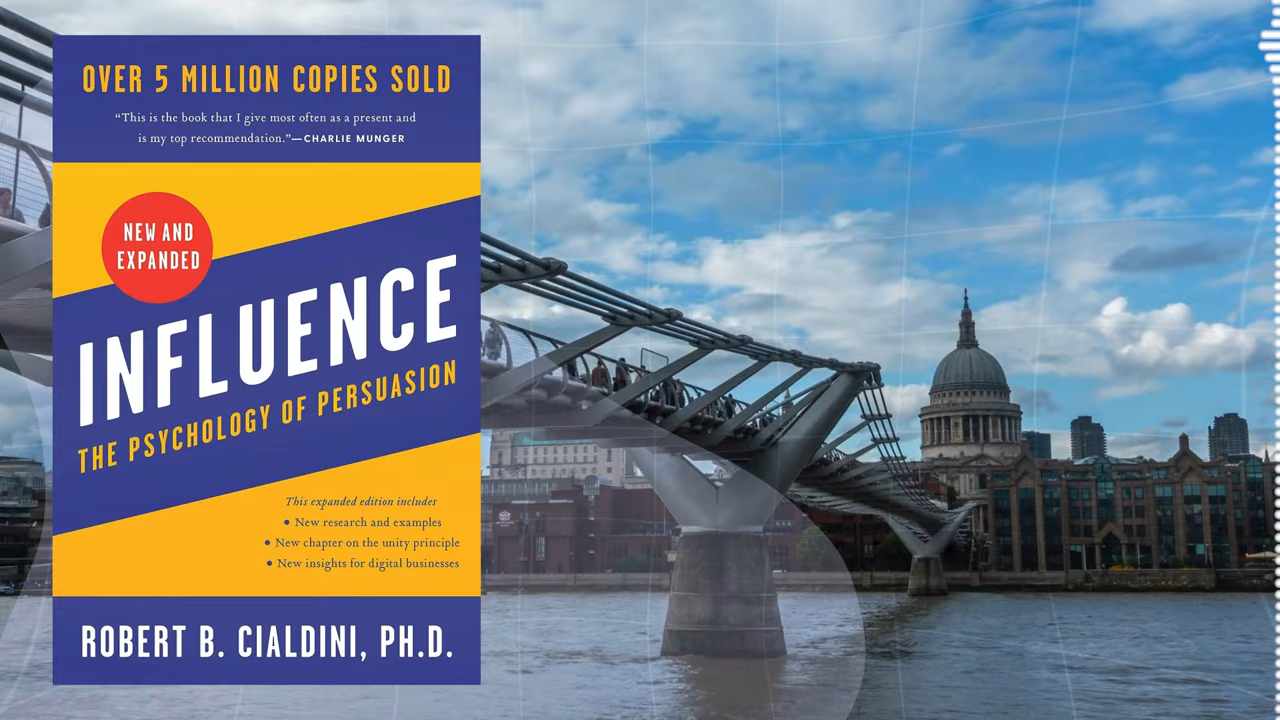 OVER 5 MILLION COPIES SOLD
“This is the book that I give most often as a present and
is my top recommendation.”—CHARLIE MUNGER
NEW AND
EXPANDED
INFLUENCE
THE PSYCHOLOGY OF PERSUASION
This expanded edition includes
• New research and examples
• New chapter on the unity principle
• New insights for digital businesses
ROBERT B. CIALDINI, PH.D.